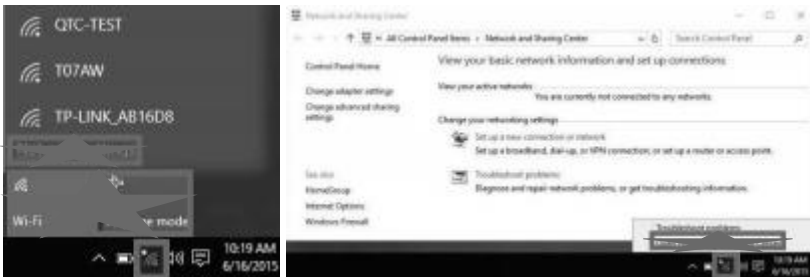 QTC-TEST
T07AW
TP-LINK_AB16D8
Wi-Fi
mode
10:19 AM
6/16/2015
Network and Sharing Center
All Control Panel Items › Network and Sharing Center
Search Control Panel
Control Panel Home
Change adapter settings
Change advanced sharing
settings
See also
HomeGroup
Internet Options
Windows Firewall
View your basic network information and set up connections
View your active networks
You are currently not connected to any networks.
Change your networking settings
Set up a new connection or network
Set up a broadband, dial-up, or VPN connection; or set up a router or access point.
Troubleshoot problems
Diagnose and repair network problems, or get troubleshooting information.
Troubleshoot problems
10:19 AM
6/16/2015